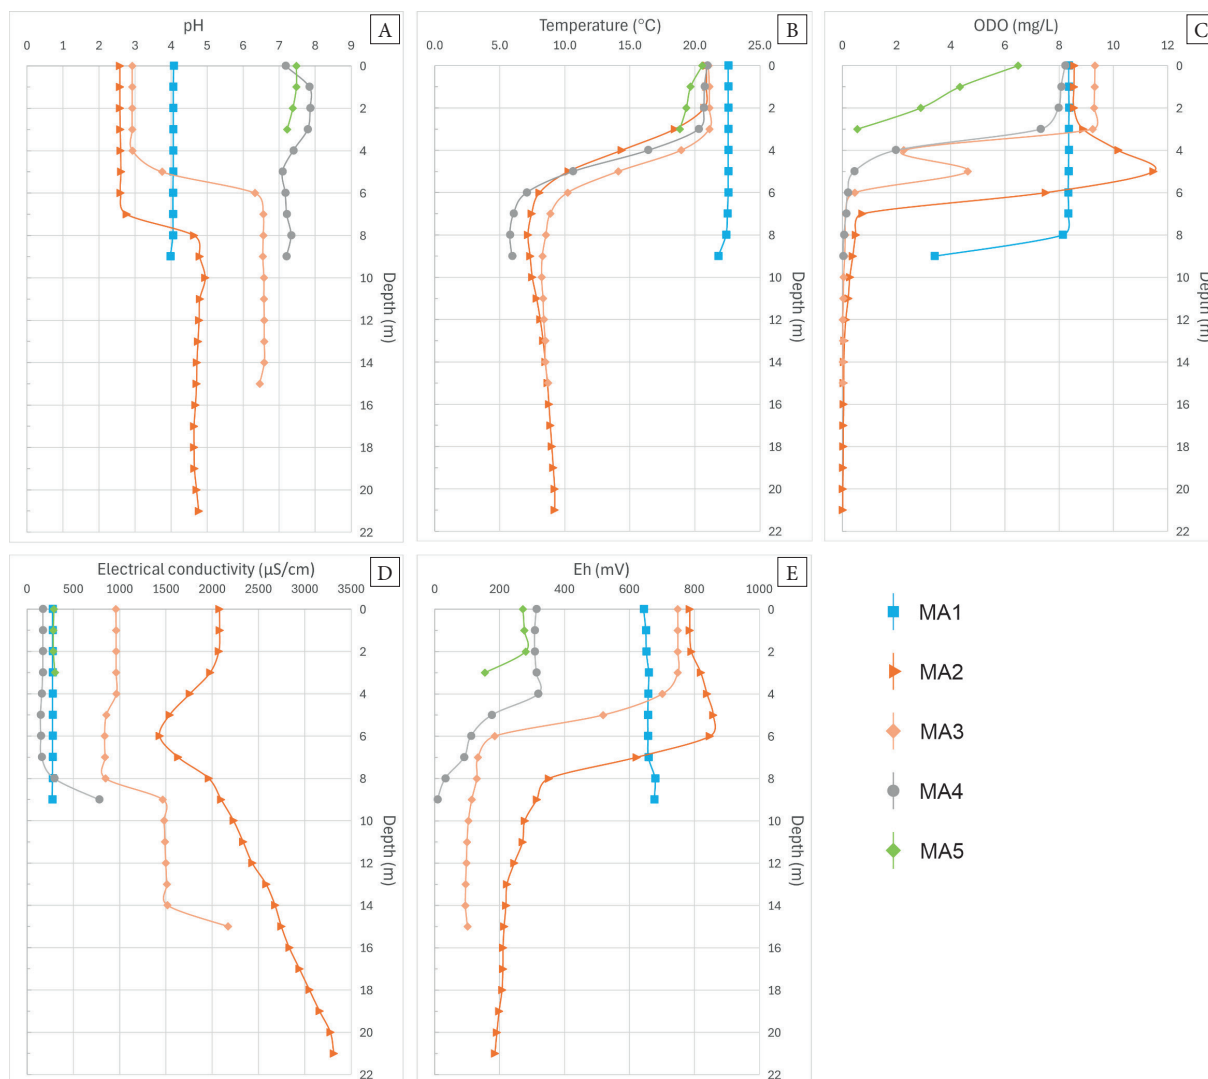 pH
A
0 1 2 3 4 5 6 7 8 9
0
2
4
6
8
10
12
14
16
18
20
22
Depth (m)
Temperature (°C)
B
0.0 5.0 10.0 15.0 20.0 25.0
0
2
4
6
8
10
12
14
16
18
20
22
Depth (m)
ODO (mg/L)
C
0 2 4 6 8 10 12
0
2
4
6
8
10
12
14
16
18
20
22
Depth (m)
Electrical conductivity (µS/cm)
D
0 500 1000 1500 2000 2500 3000 3500
0
2
4
6
8
10
12
14
16
18
20
22
Depth (m)
Eh (mV)
E
0 200 400 600 800 1000
0
2
4
6
8
10
12
14
16
18
20
22
Depth (m)
MA1
MA2
MA3
MA4
MA5